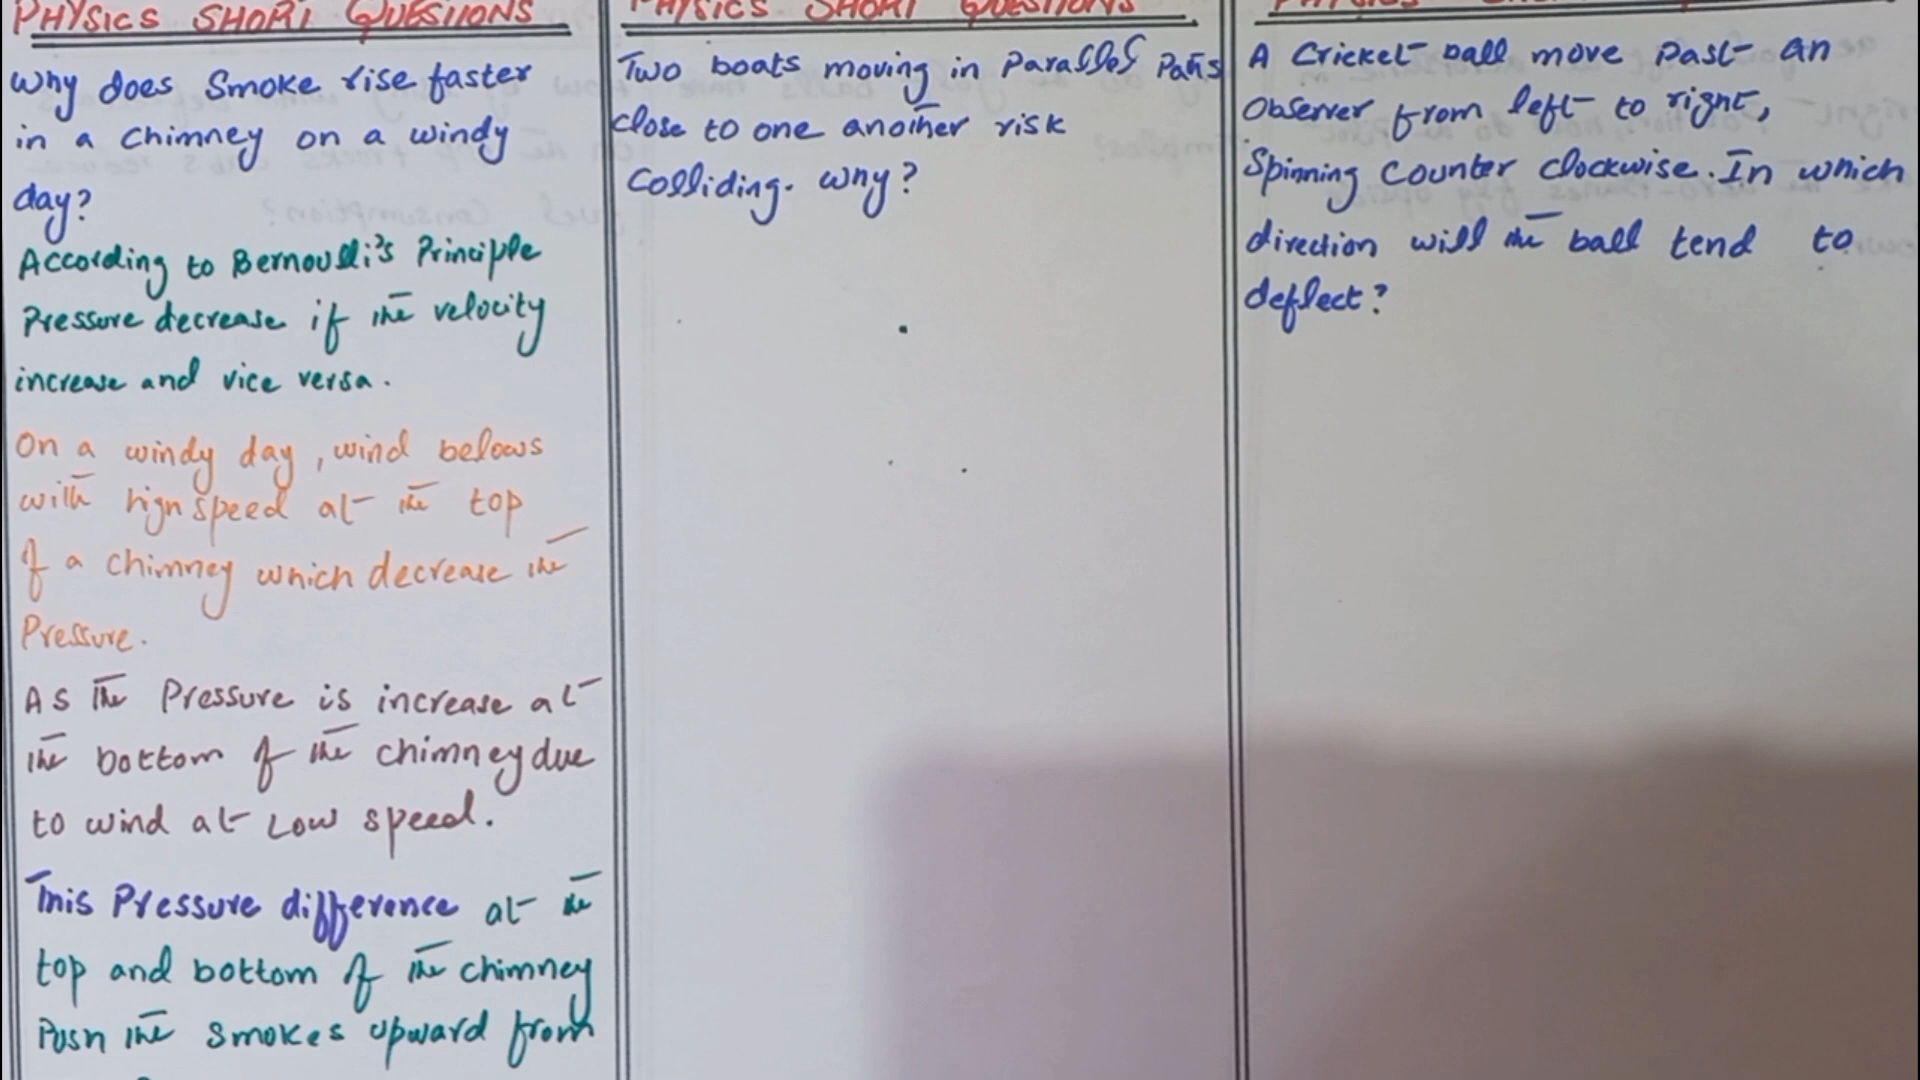 PHYSICS SHORT QUESTIONS
Why does Smoke rise faster
in a chimney on a windy
day?
According to Bernoulli's Principle
Pressure decrease if the velocity
increase and vice versa.
On a windy day, wind belows
with high speed at the top
of a chimney which decrease the
Pressure.
As the Pressure is increase at
the bottom of the chimney due
to wind at Low speed.
This Pressure difference at the
top and bottom of the chimney
Push the smokes upward from
PHYSICS SHORT QUESTIONS
Two boats moving in Parallel Paths
close to one another risk
Colliding. Why?
PHYSICS
A Cricket ball move Past an
Observer from left to right,
Spinning Counter clockwise. In which
direction will the ball tend to
deflect?